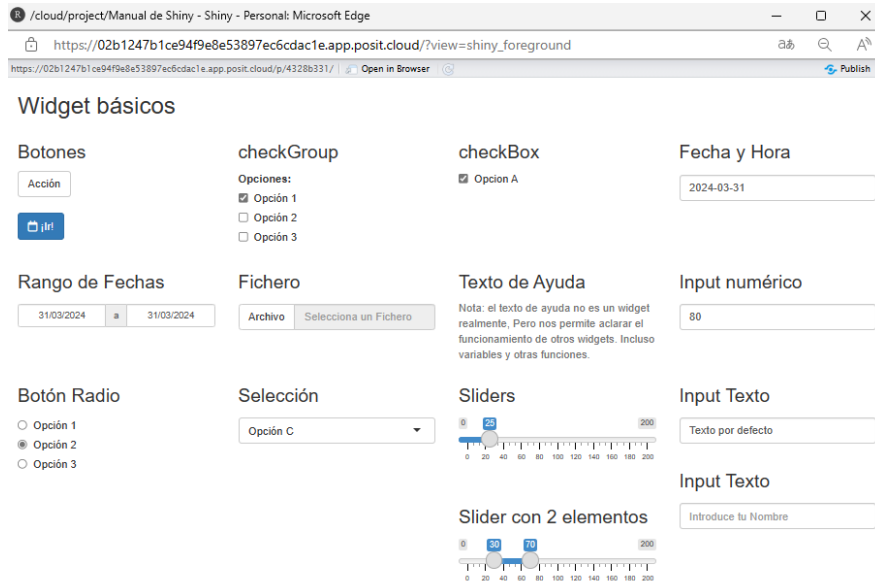 /cloud/project/Manual de Shiny - Shiny - Personal: Microsoft Edge
https://02b1247b1ce94f9e8e53897ec6cdac1e.app.posit.cloud/?view=shiny_foreground
https://02b1247b1ce94f9e8e53897ec6cdac1e.app.posit.cloud/p/4328b331/ Open in Browser Publish
Widget básicos
Botones
Acción
¡Ir!
checkGroup
Opciones:
Opción 1
Opción 2
Opción 3
checkBox
Opcion A
Fecha y Hora
2024-03-31
Rango de Fechas
31/03/2024 a 31/03/2024
Fichero
Archivo Selecciona un Fichero
Texto de Ayuda
Nota: el texto de ayuda no es un widget
realmente, Pero nos permite aclarar el
funcionamiento de otros widgets. Incluso
variables y otras funciones.
Input numérico
80
Botón Radio
Opción 1
Opción 2
Opción 3
Selección
Opción C
Sliders
0 25 200
0 20 40 60 80 100 120 140 160 180 200
Slider con 2 elementos
0 30 70 200
0 20 40 60 80 100 120 140 160 180 200
Input Texto
Texto por defecto
Input Texto
Introduce tu Nombre